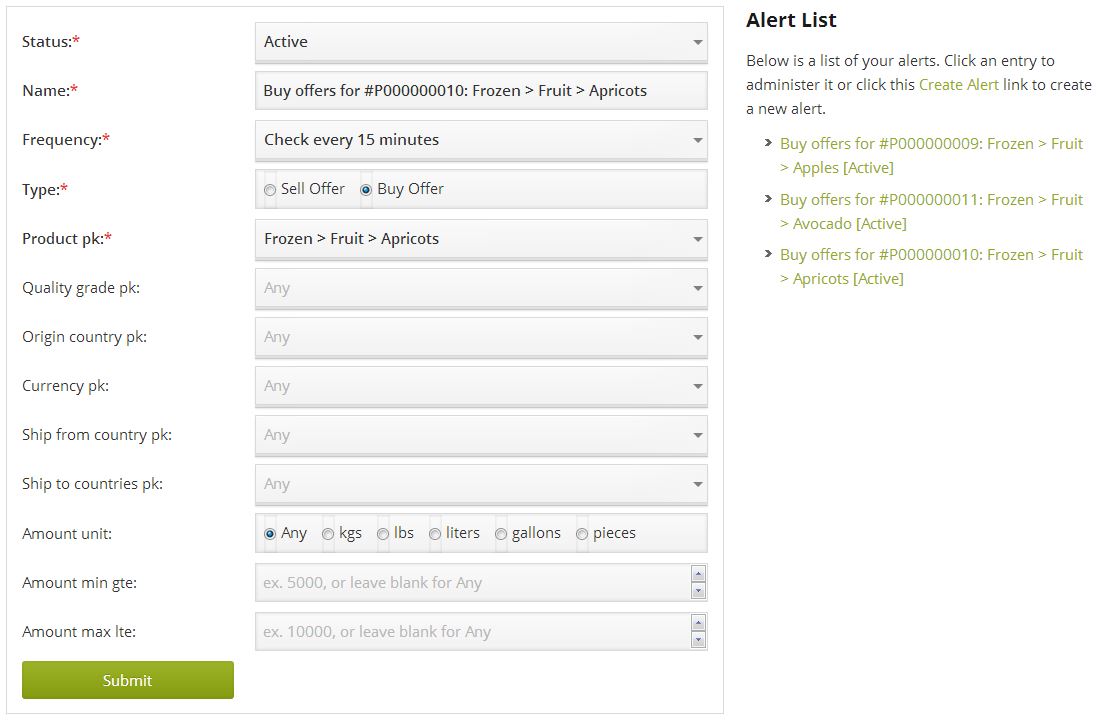 Status:*
Active
Name:*
Buy offers for #P000000010: Frozen > Fruit > Apricots
Frequency:*
Check every 15 minutes
Type:*
Sell Offer Buy Offer
Product pk:*
Frozen > Fruit > Apricots
Quality grade pk:
Any
Origin country pk:
Any
Currency pk:
Any
Ship from country pk:
Any
Ship to countries pk:
Any
Amount unit:
Any kgs lbs liters gallons pieces
Amount min gte:
ex. 5000, or leave blank for Any
Amount max lte:
ex. 10000, or leave blank for Any
Submit
Alert List
Below is a list of your alerts. Click an entry to
administer it or click this Create Alert link to create
a new alert.
Buy offers for #P000000009: Frozen > Fruit
> Apples [Active]
Buy offers for #P000000011: Frozen > Fruit
> Avocado [Active]
Buy offers for #P000000010: Frozen > Fruit
> Apricots [Active]